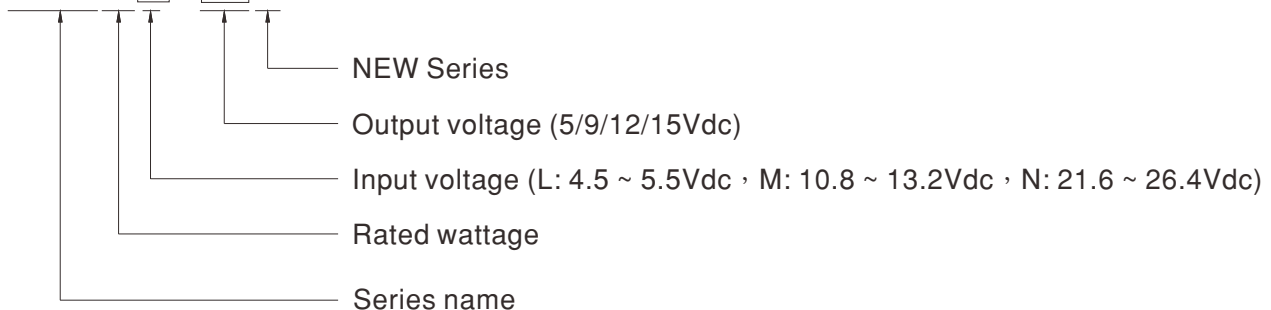 NEW Series
Output voltage (5/9/12/15Vdc)
Input voltage (L: 4.5 ~ 5.5Vdc，M: 10.8 ~ 13.2Vdc，N: 21.6 ~ 26.4Vdc)
Rated wattage
Series name